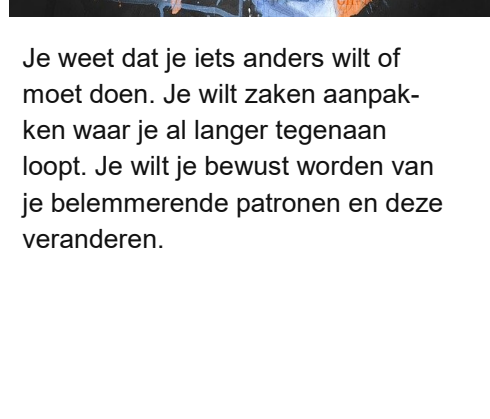 Je weet dat je iets anders wilt of
moet doen. Je wilt zaken aanpak-
ken waar je al langer tegenaan
loopt. Je wilt je bewust worden van
je belemmerende patronen en deze
veranderen.